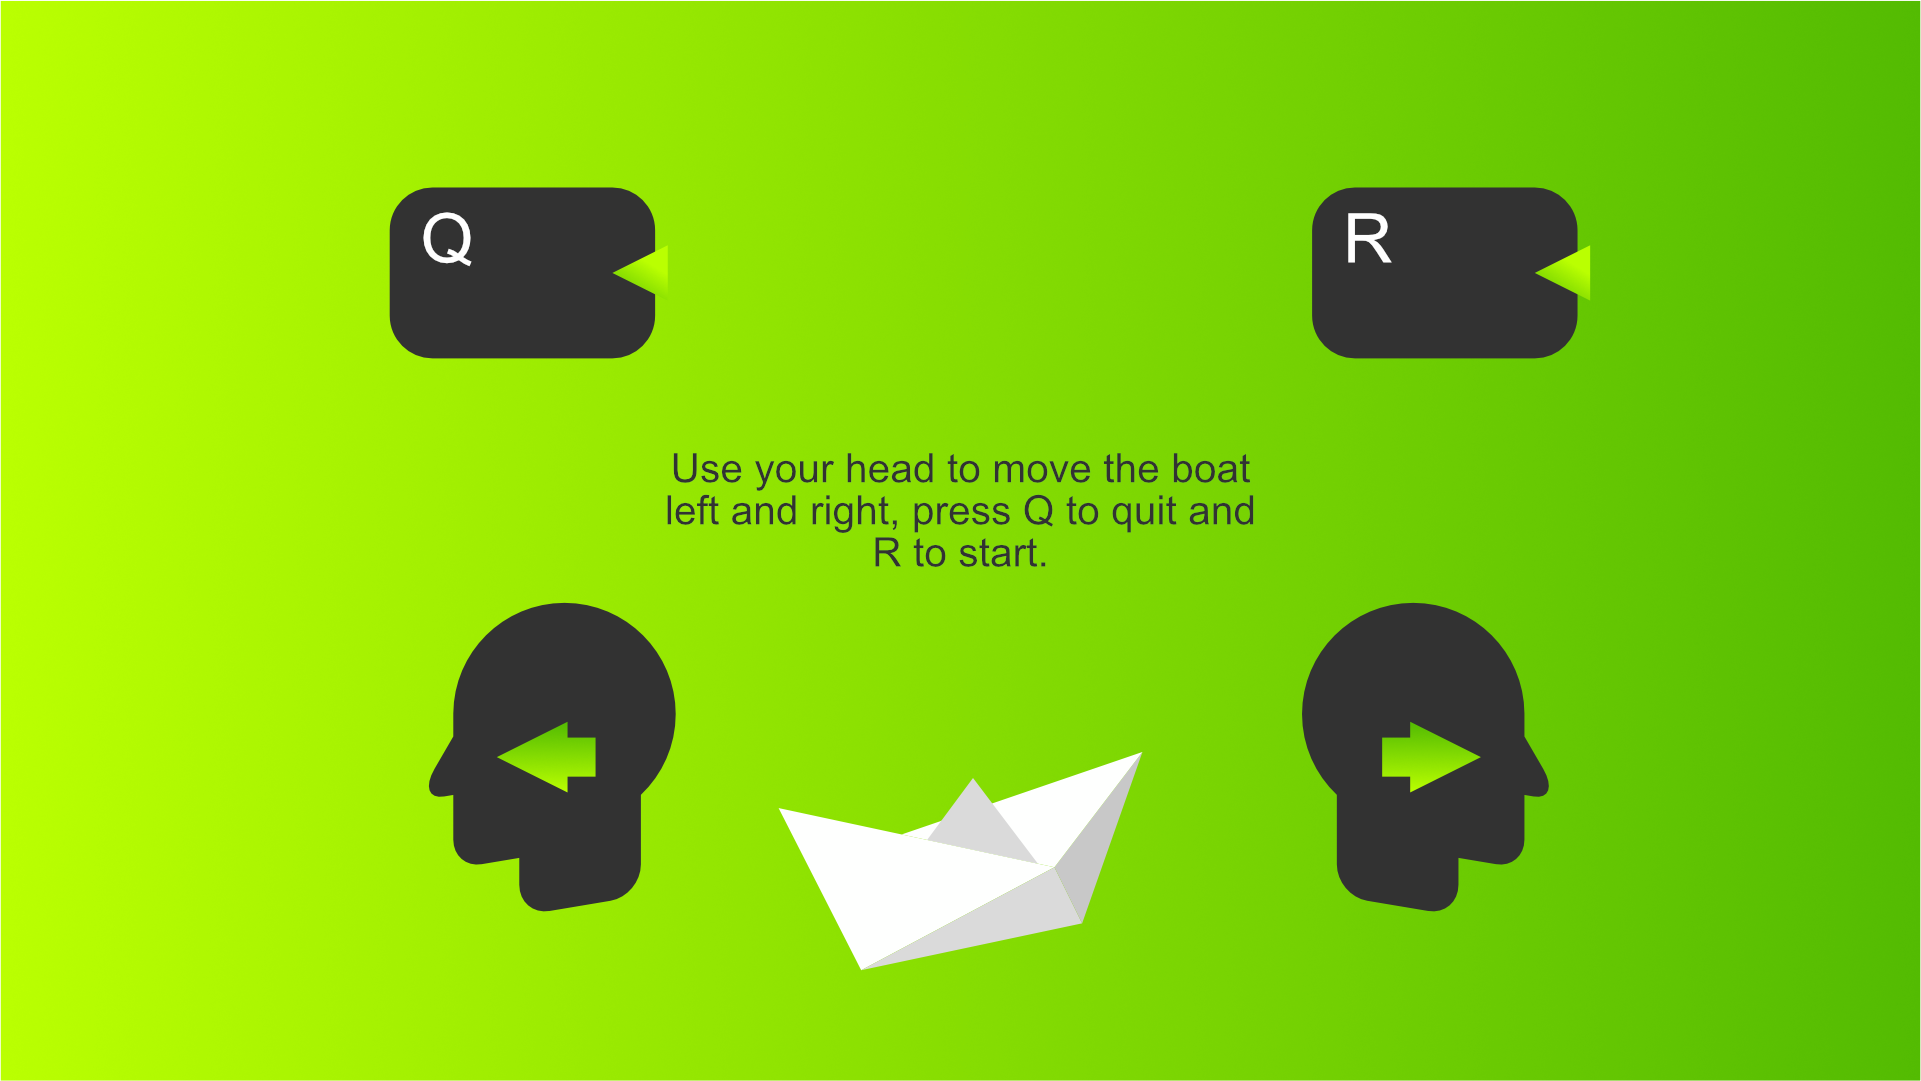 Q
R
Use your head to move the boat
left and right, press Q to quit and
R to start.